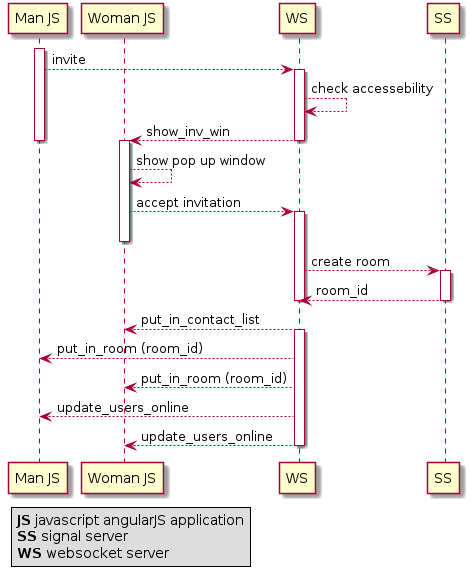 Man JS Woman JS WS SS
invite
check accessebility
show_inv_win
show pop up window
accept invitation
create room
room_id
put_in_contact_list
put_in_room (room_id)
put_in_room (room_id)
update_users_online
update_users_online
Man JS Woman JS WS SS
JS javascript angularJS application
SS signal server
WS websocket server